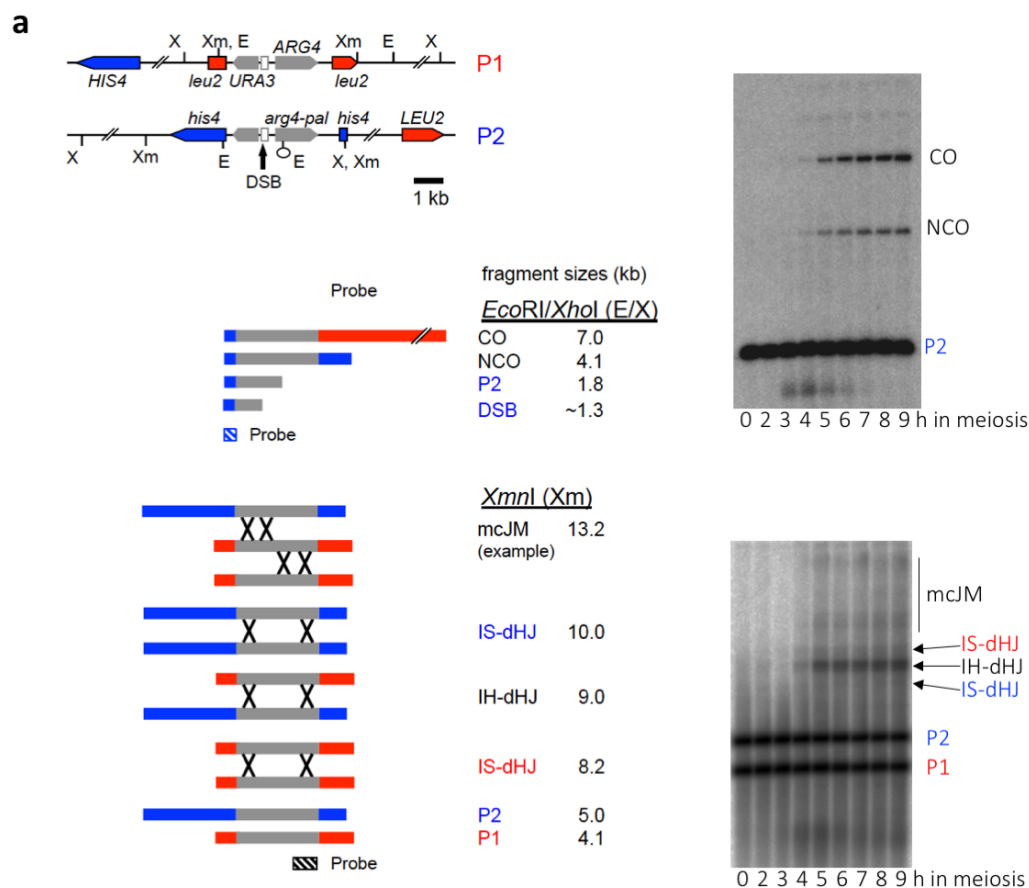 a
X Xm, E ARG4 Xm E X
P1
HIS4 leu2 URA3 leu2
his4 arg4-pal his4 LEU2
P2
X Xm E E X, Xm
DSB
1 kb
fragment sizes (kb)
Probe
EcoRI/XhoI (E/X)
CO 7.0
NCO 4.1
P2 1.8
DSB ~1.3
Probe
XmnI (Xm)
mcJM 13.2
(example)
IS-dHJ 10.0
IH-dHJ 9.0
IS-dHJ 8.2
P2 5.0
P1 4.1
Probe
CO
NCO
P2
0 2 3 4 5 6 7 8 9 h in meiosis
mcJM
IS-dHJ
IH-dHJ
IS-dHJ
P2
P1
0 2 3 4 5 6 7 8 9 h in meiosis